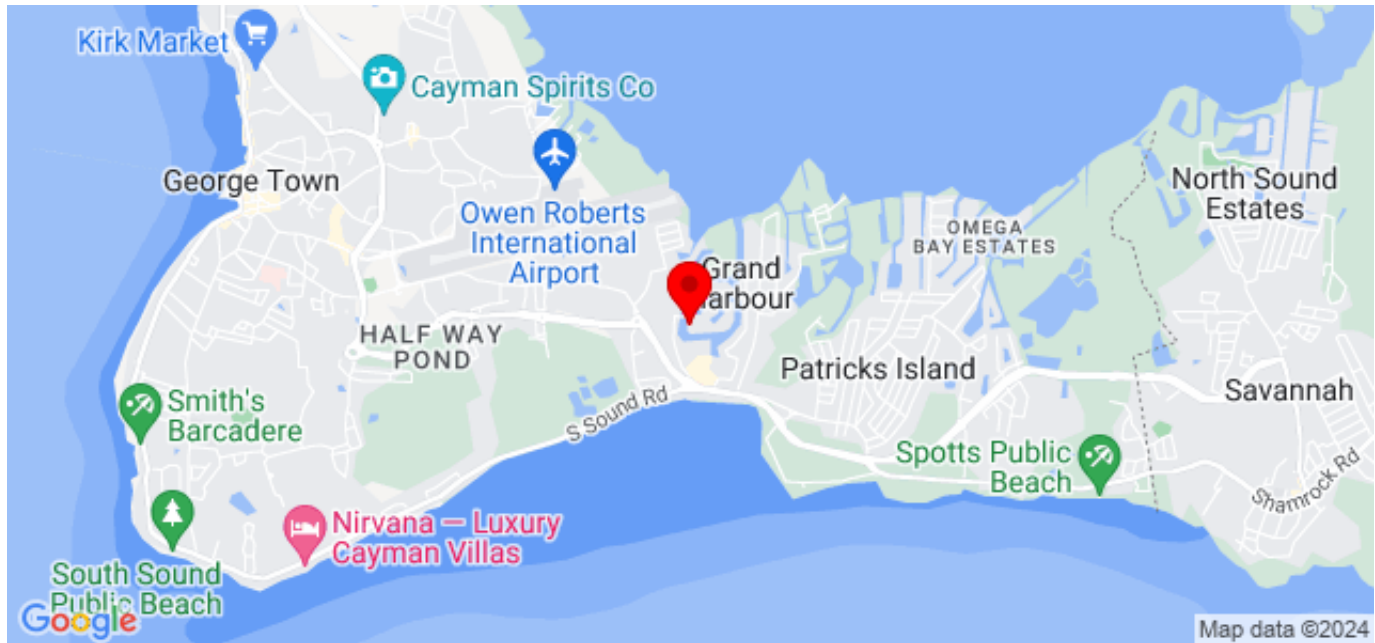 Kirk Market
Cayman Spirits Co
George Town
Owen Roberts
International
Airport
Grand
Harbour
OMEGA
BAY ESTATES
North Sound
Estates
HALF WAY
POND
Patricks Island
Savannah
Smith's
Barcadere
S Sound Rd
Spotts Public
Beach
Shamrock Rd
Nirvana — Luxury
Cayman Villas
South Sound
Public Beach
Google
Map data ©2024